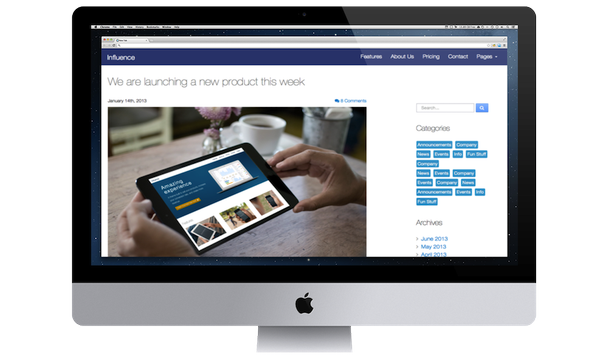 Influence
Features About Us Pricing Contact Pages
We are launching a new product this week
January 14th, 2013
6 Comments
Search...
Amazing
experience
Categories
Announcements Company
News Events Info Fun Stuff
Company
News Events Company
Events Company News
Announcements Events Info
Fun Stuff
Archives
June 2013
May 2013
April 2013